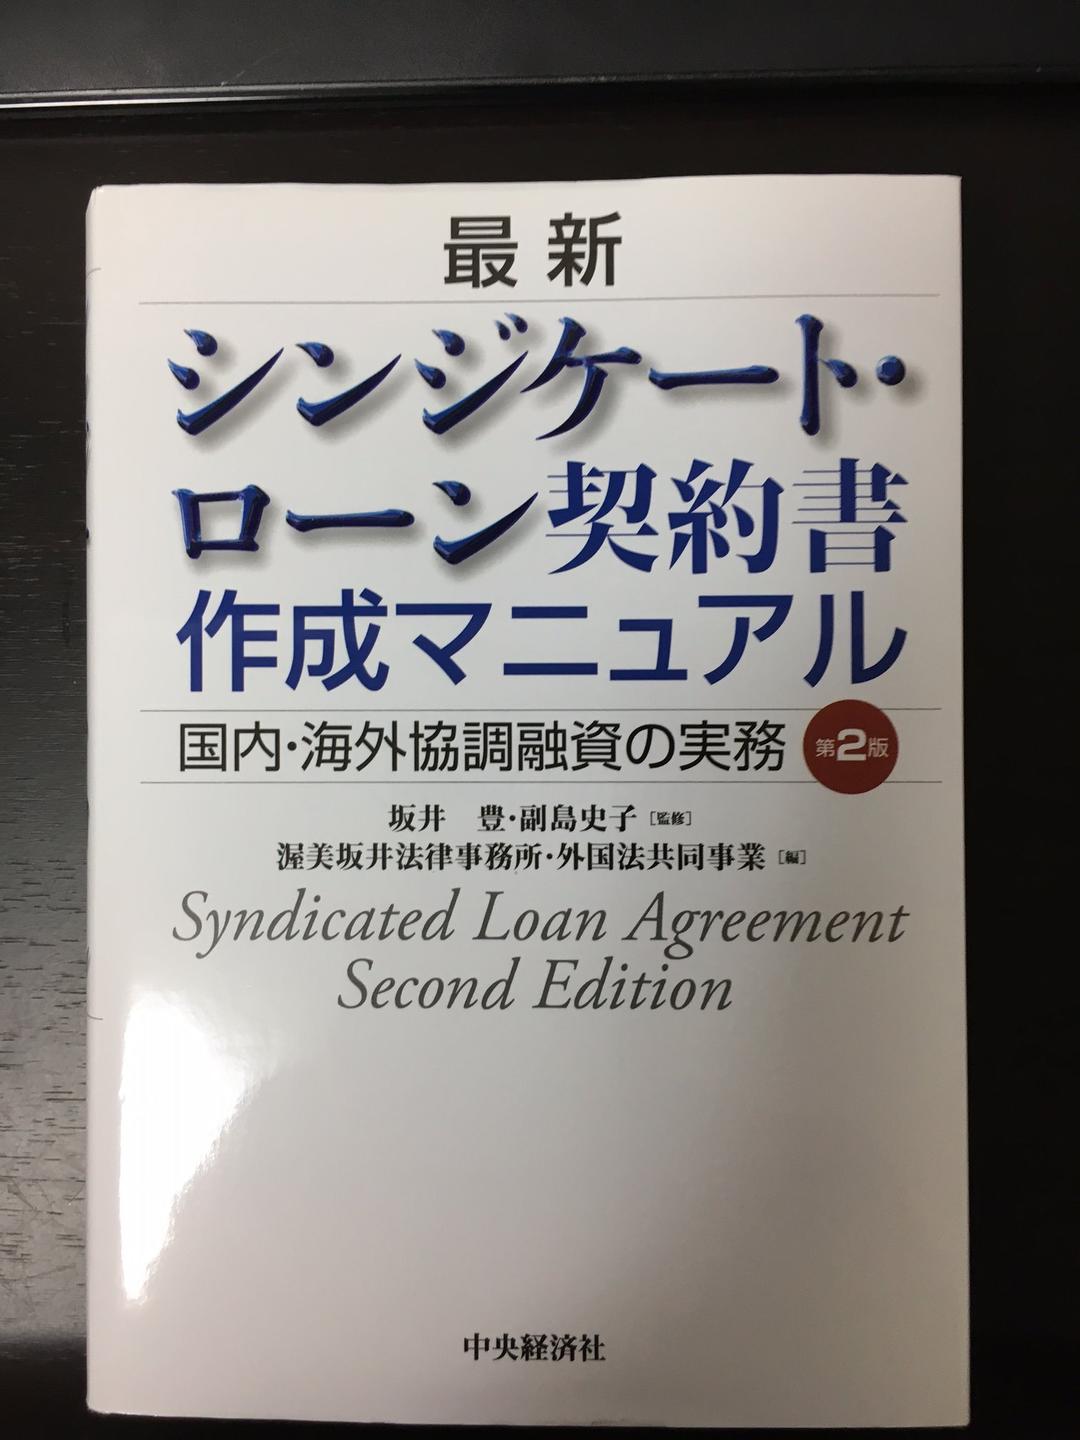 最新
シンジケート・
ローン契約書
作成マニュアル
国内・海外協調融資の実務 第2版
坂井 豊・副島史子[監修]
渥美坂井法律事務所・外国法共同事業[編]
Syndicated Loan Agreement
Second Edition
中央経済社